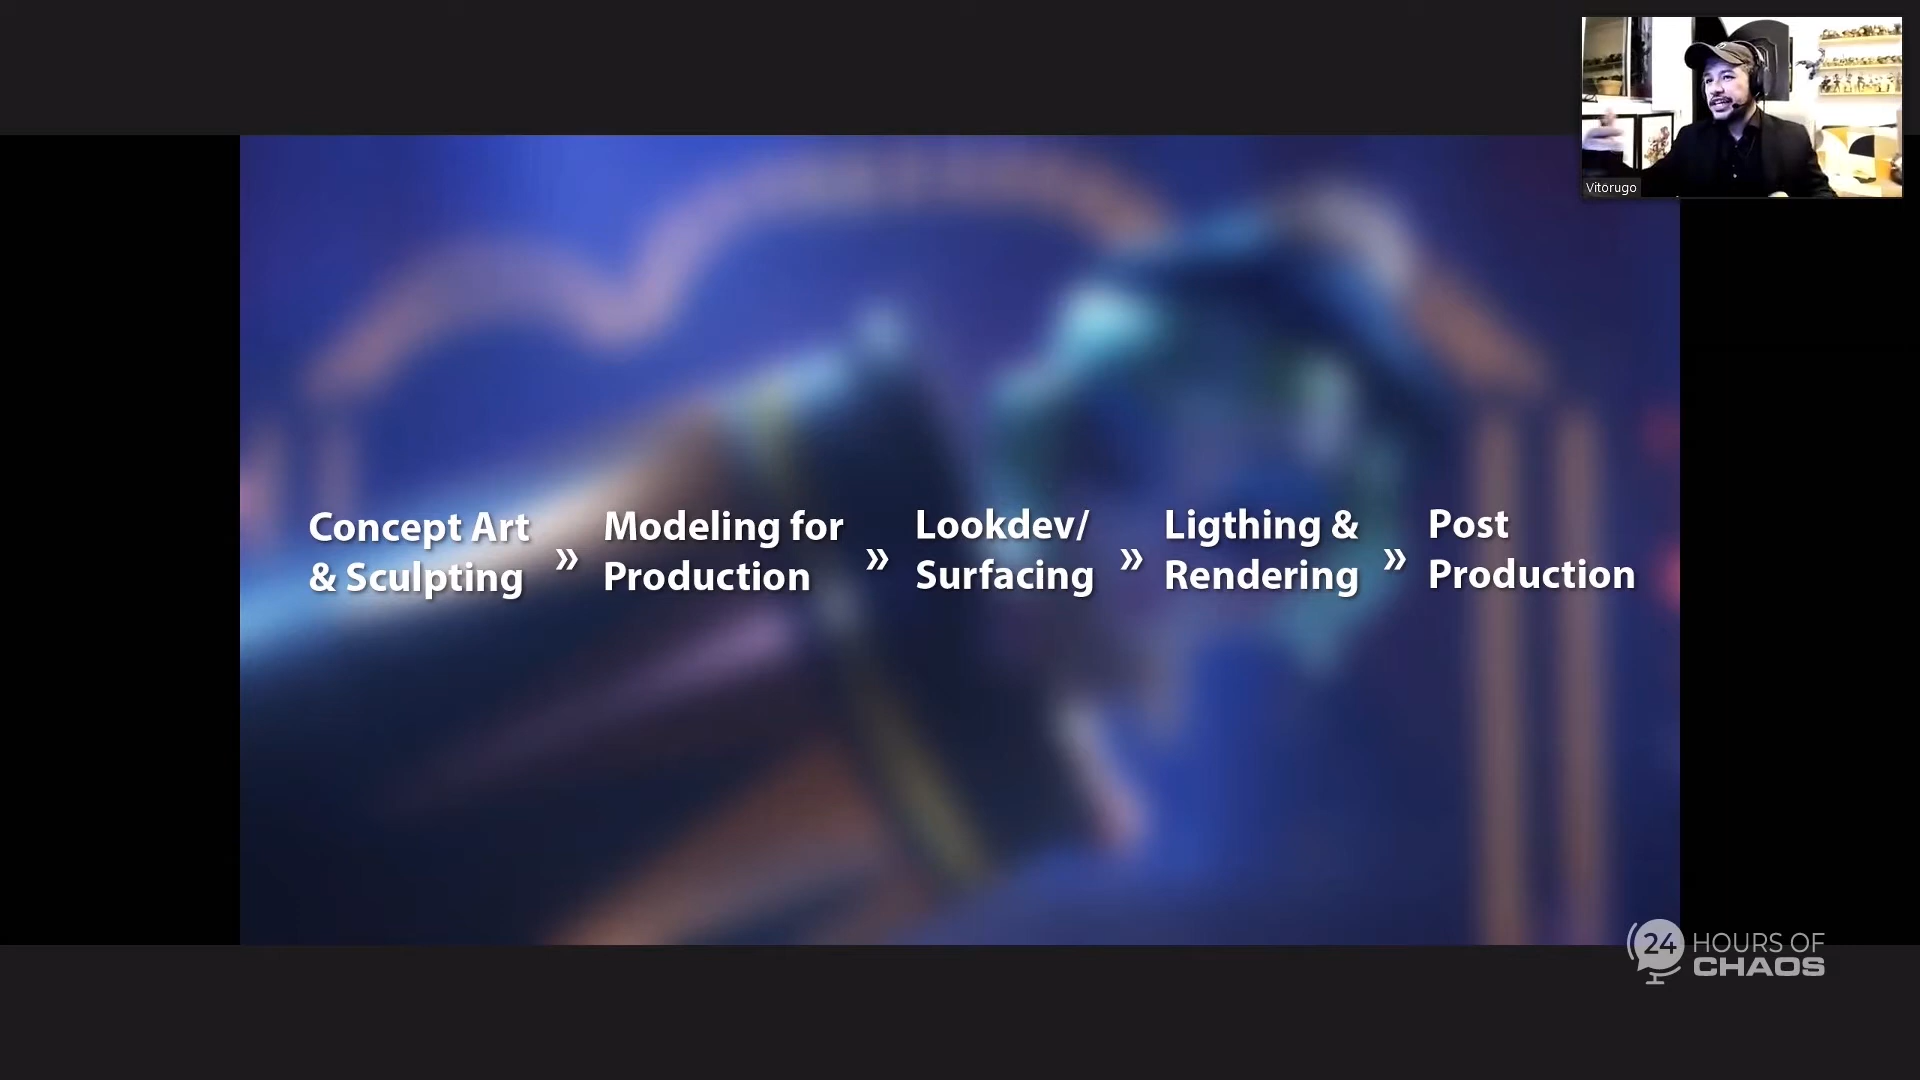 Vitorugo
Concept Art
& Sculpting
»
Modeling for
Production
»
Lookdev/
Surfacing
»
Ligthing &
Rendering
»
Post
Production
24
HOURS OF
CHAOS